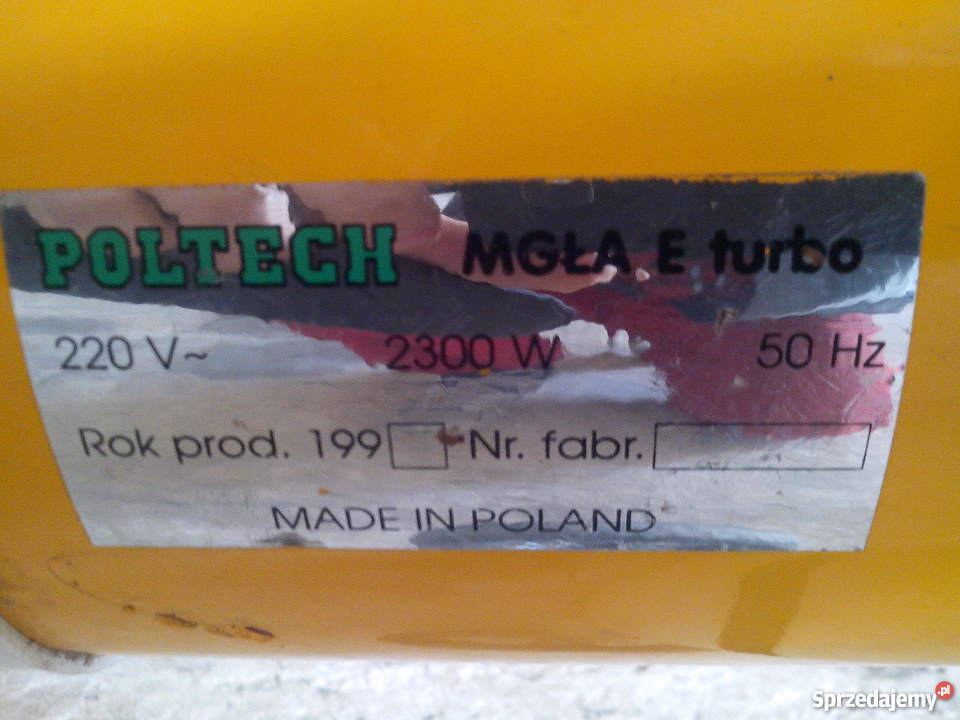 POLTECH MGŁA E turbo
220 V~ 2300 W 50 Hz
Rok prod. 199 Nr. fabr.
MADE IN POLAND
Sprzedajemy.pl